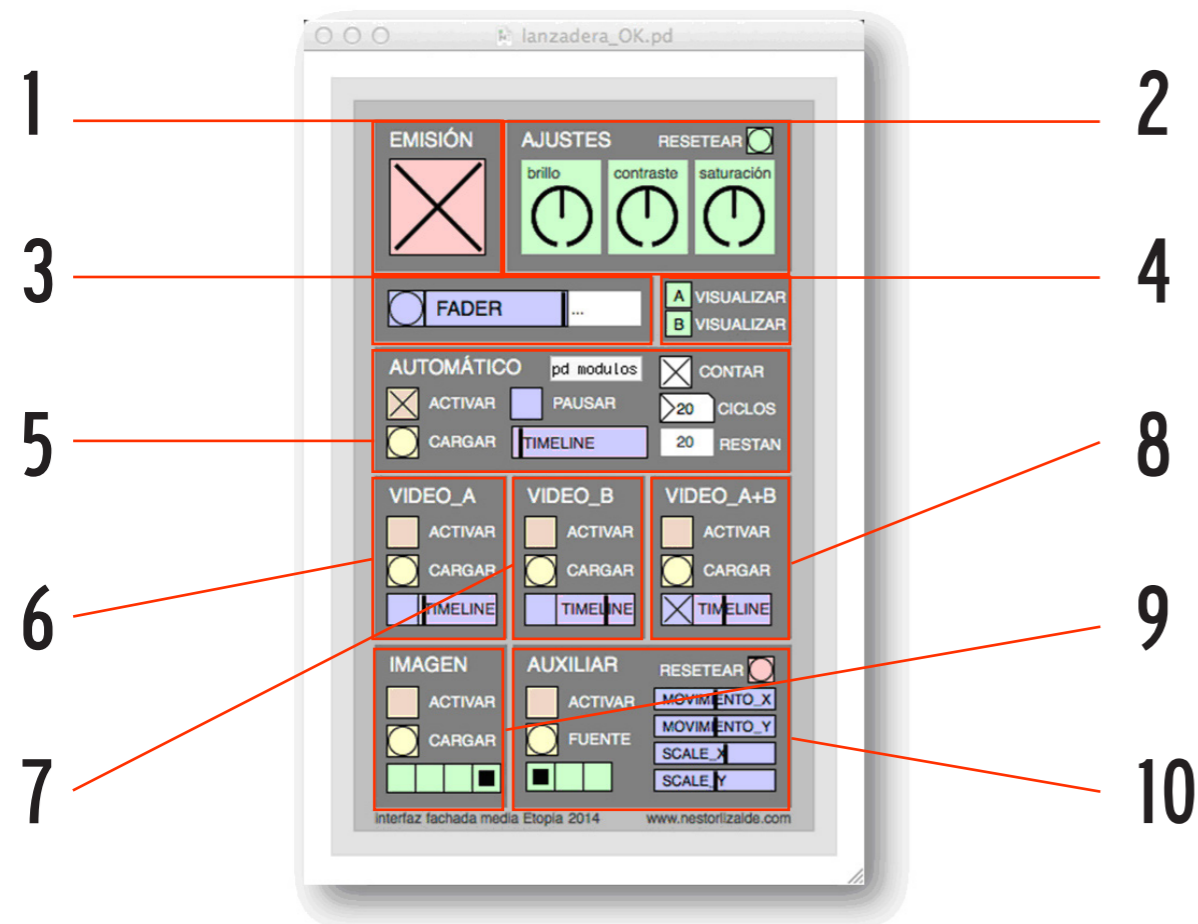 lanzadera_OK.pd
1
2
EMISIÓN
AJUSTES
RESETEAR
brillo
contraste
saturación
3
4
FADER
...
A VISUALIZAR
B VISUALIZAR
AUTOMÁTICO
pd modulos
CONTAR
ACTIVAR
PAUSAR
20 CICLOS
5
8
CARGAR
TIMELINE
20 RESTAN
VIDEO_A
VIDEO_B
VIDEO_A+B
ACTIVAR
ACTIVAR
ACTIVAR
CARGAR
CARGAR
CARGAR
6
9
TIMELINE
TIMELINE
TIMELINE
IMAGEN
AUXILIAR
RESETEAR
ACTIVAR
ACTIVAR
MOVIMIENTO_X
CARGAR
FUENTE
MOVIMIENTO_Y
SCALE_X
SCALE_Y
7
10
interfaz fachada media Etopia 2014
www.nestorlizalde.com